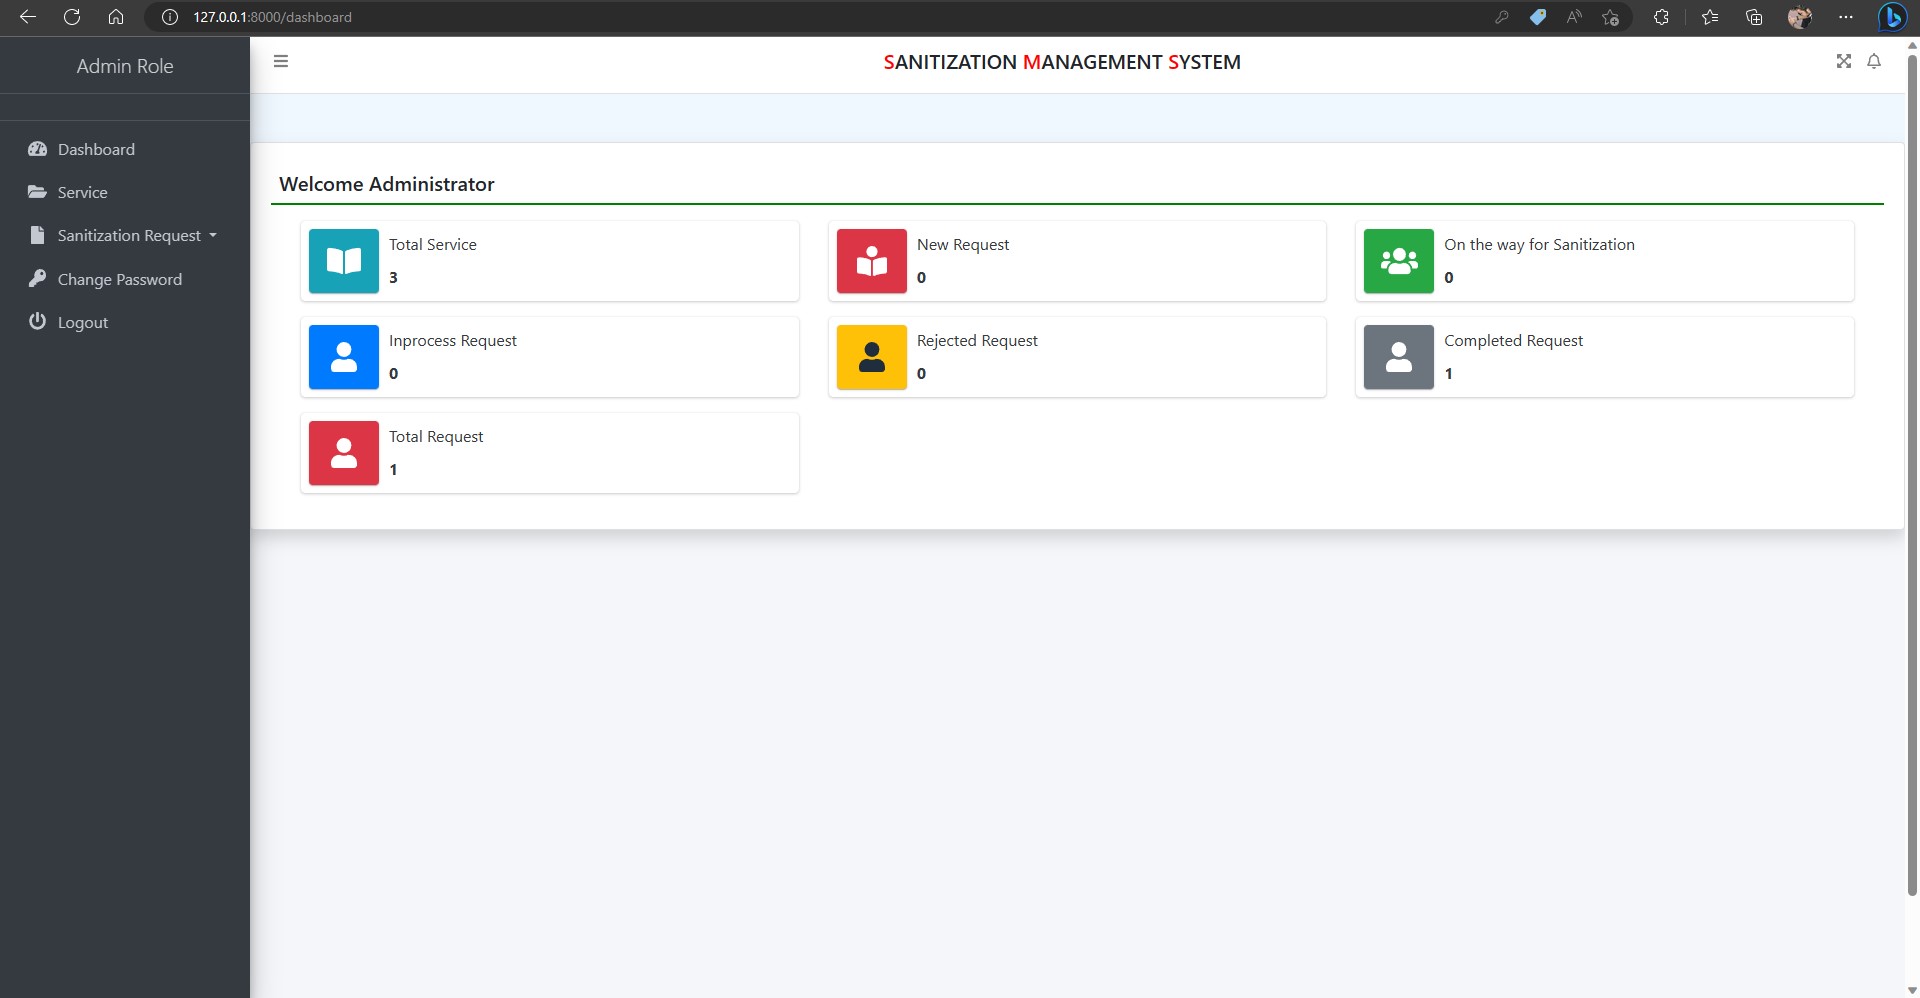 127.0.0.1:8000/dashboard
Admin Role
SANITIZATION MANAGEMENT SYSTEM
Dashboard
Service
Sanitization Request
Change Password
Logout
Welcome Administrator
Total Service
3
New Request
0
On the way for Sanitization
0
Inprocess Request
0
Rejected Request
0
Completed Request
1
Total Request
1